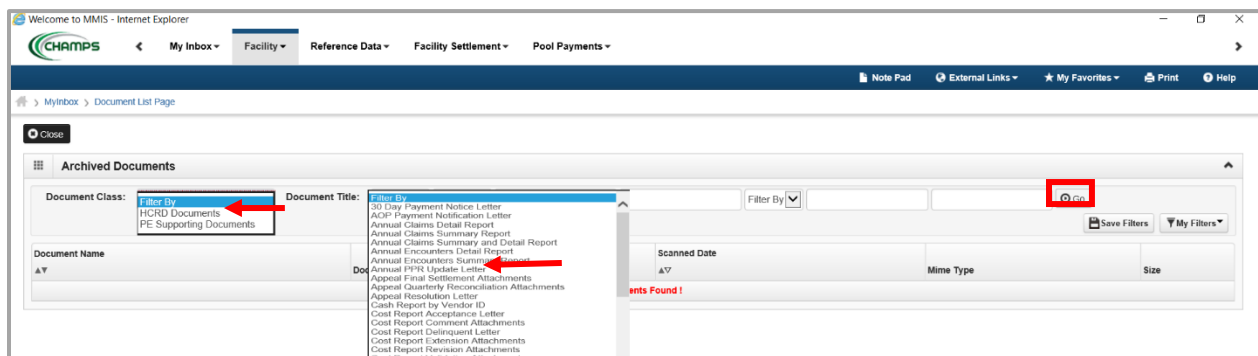 Welcome to MMIS - Internet Explorer
CHAMPS My Inbox Facility Reference Data Facility Settlement Pool Payments
Note Pad External Links My Favorites Print Help
MyInbox > Document List Page
Close
Archived Documents
Document Class:
Filter By
HCRD Documents
PE Supporting Documents
Document Title:
Filter By
30 Day Payment Notice Letter
AOP Payment Notification Letter
Annual Claims Detail Report
Annual Claims Summary Report
Annual Claims Summary and Detail Report
Annual Encounters Detail Report
Annual Encounters Summary Report
Annual PPR Update Letter
Appeal Final Settlement Attachments
Appeal Quarterly Reconciliation Attachments
Appeal Resolution Letter
Cash Report by Vendor ID
Cost Report Acceptance Letter
Cost Report Comment Attachments
Cost Report Delinquent Letter
Cost Report Extension Attachments
Cost Report Revision Attachments
Filter By
Go
Save Filters My Filters
Document Name
Doc
Scanned Date
Mime Type
Size
ents Found !